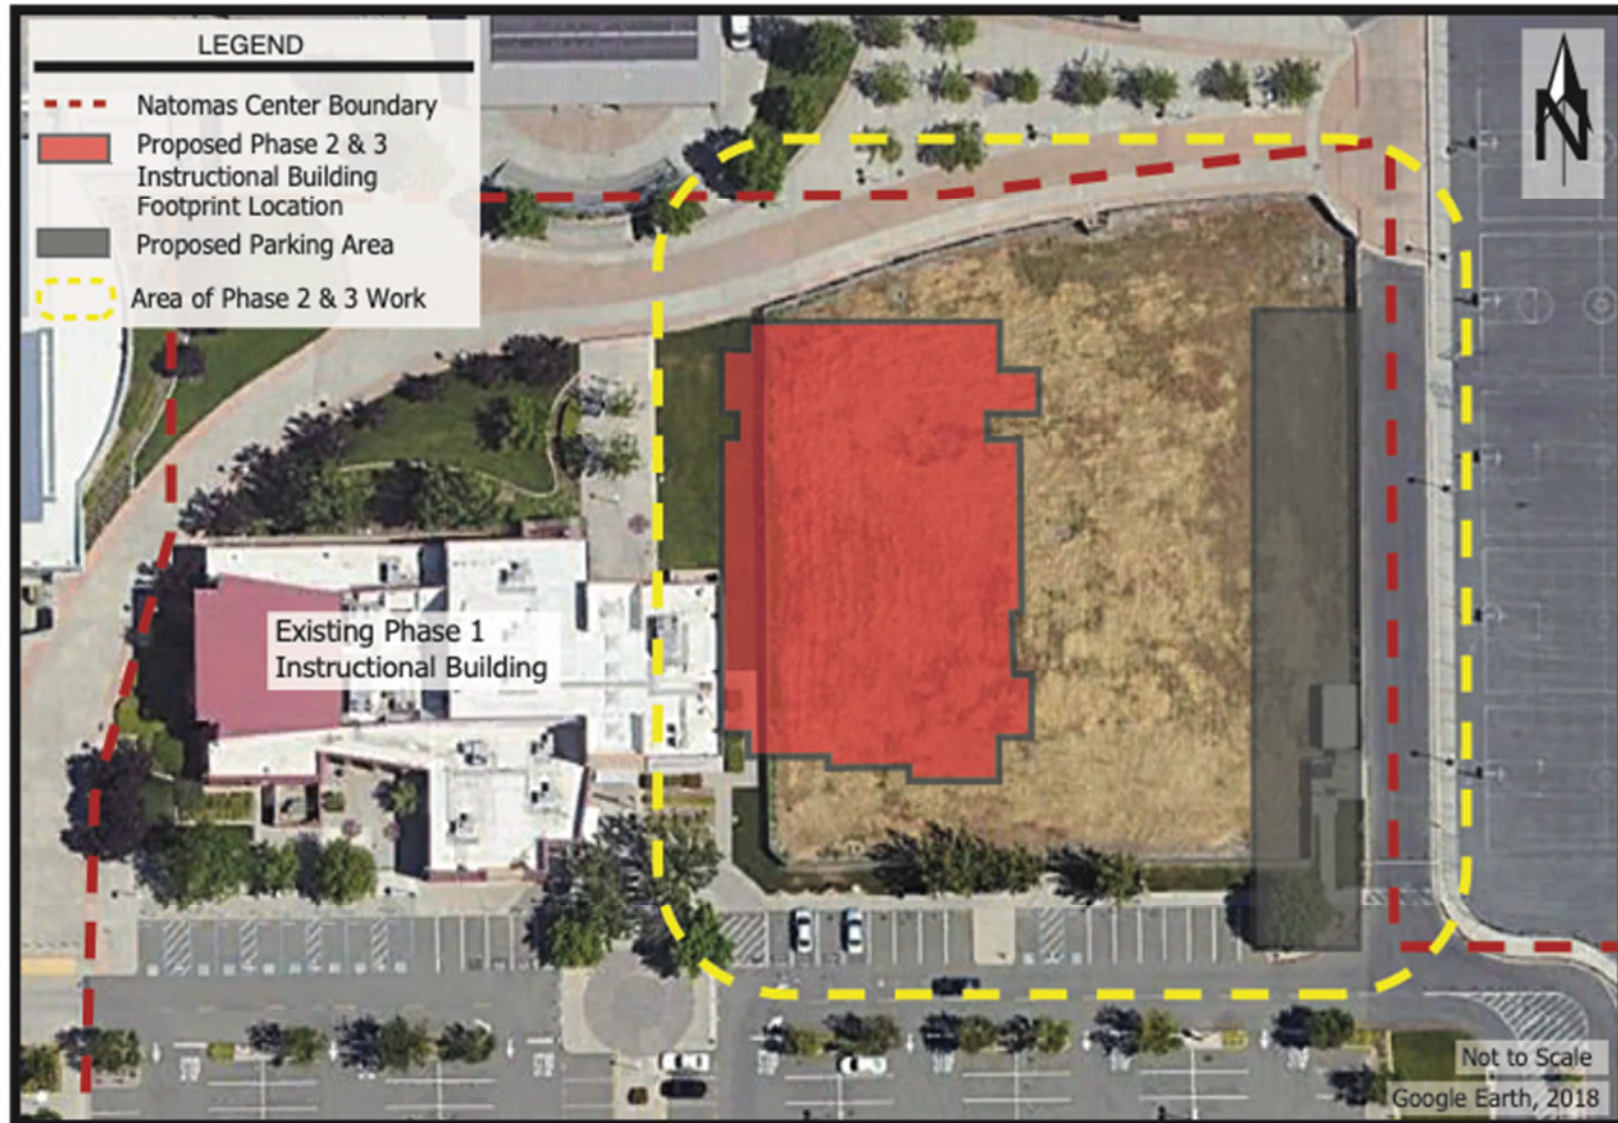 LEGEND
Natomas Center Boundary
Proposed Phase 2 & 3
Instructional Building
Footprint Location
Proposed Parking Area
Area of Phase 2 & 3 Work
N
Existing Phase 1
Instructional Building
Not to Scale
Google Earth, 2018